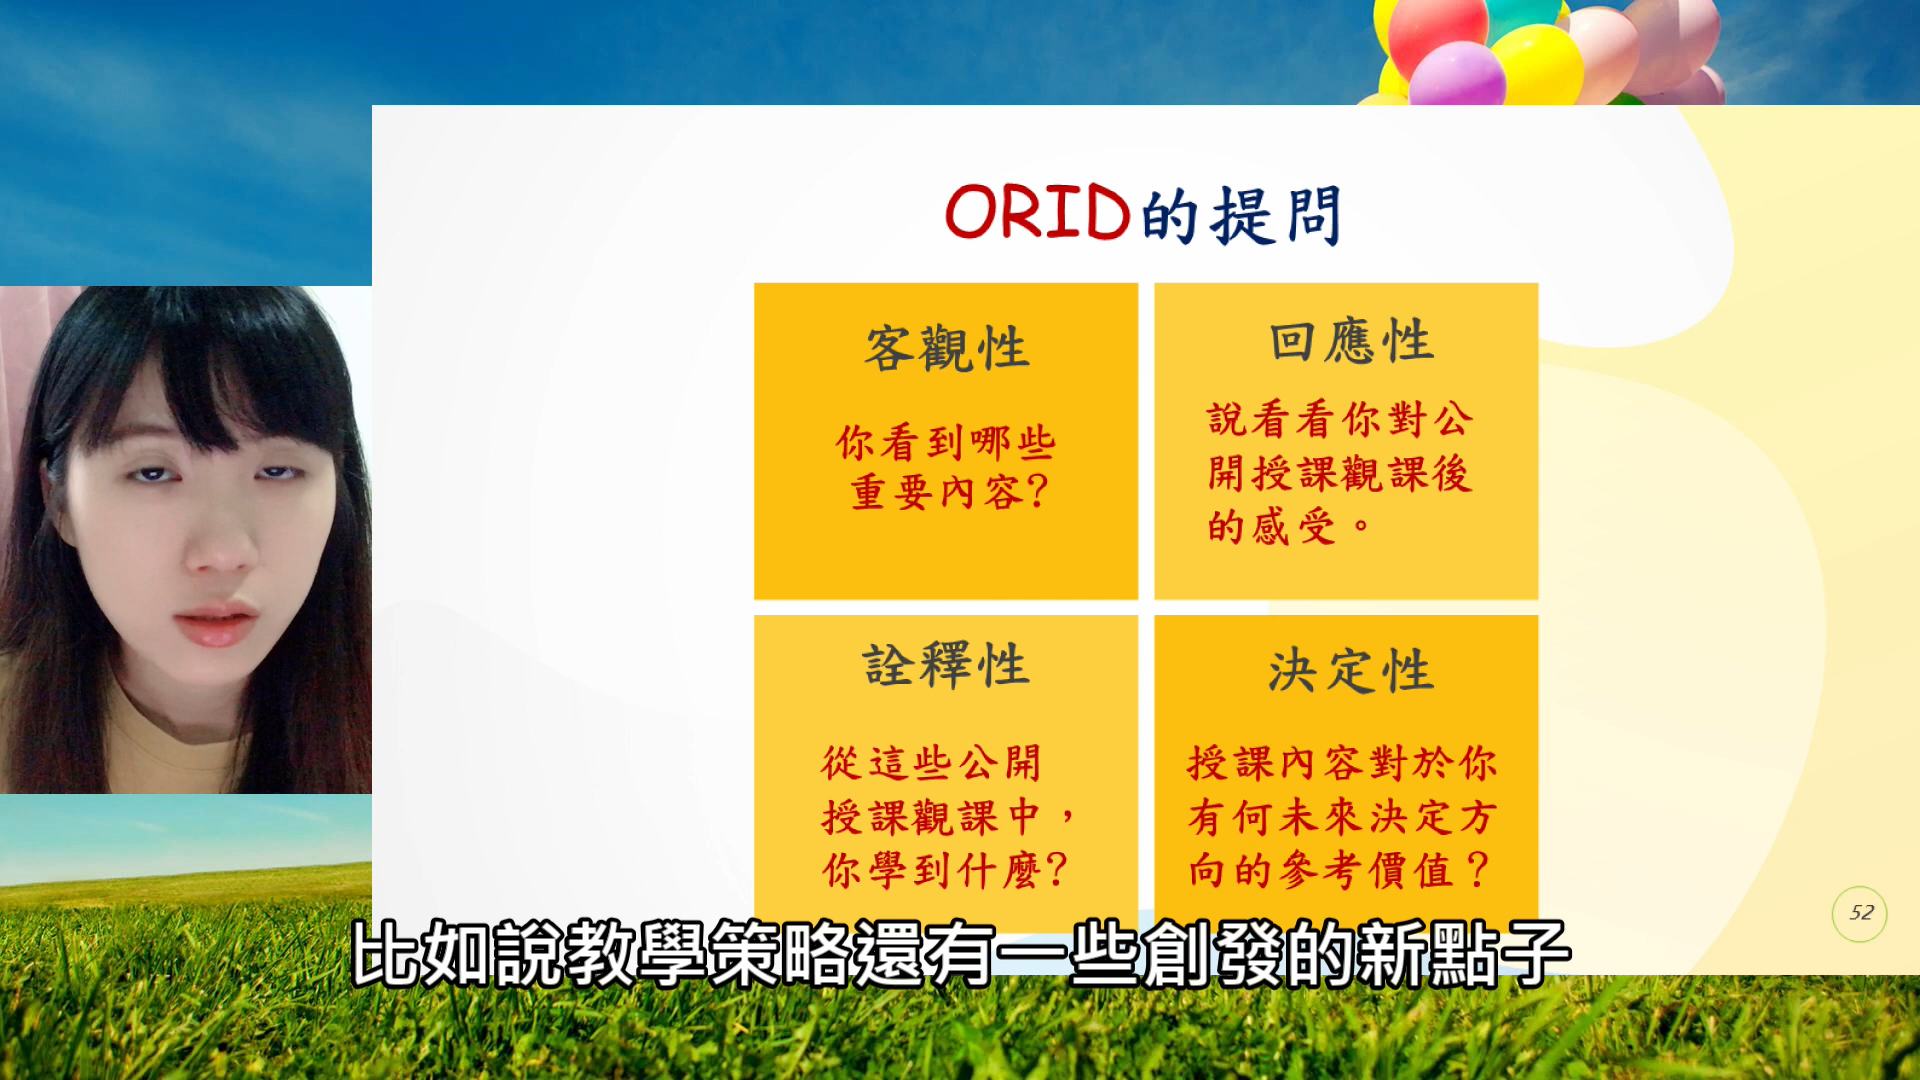 ORID的提問
客觀性
你看到哪些
重要內容?
回應性
說看看你對公
開授課觀課後
的感受。
詮釋性
從這些公開
授課觀課中，
你學到什麼?
決定性
授課內容對於你
有何未來決定方
向的參考價值？
52
比如說教學策略還有一些創發的新點子